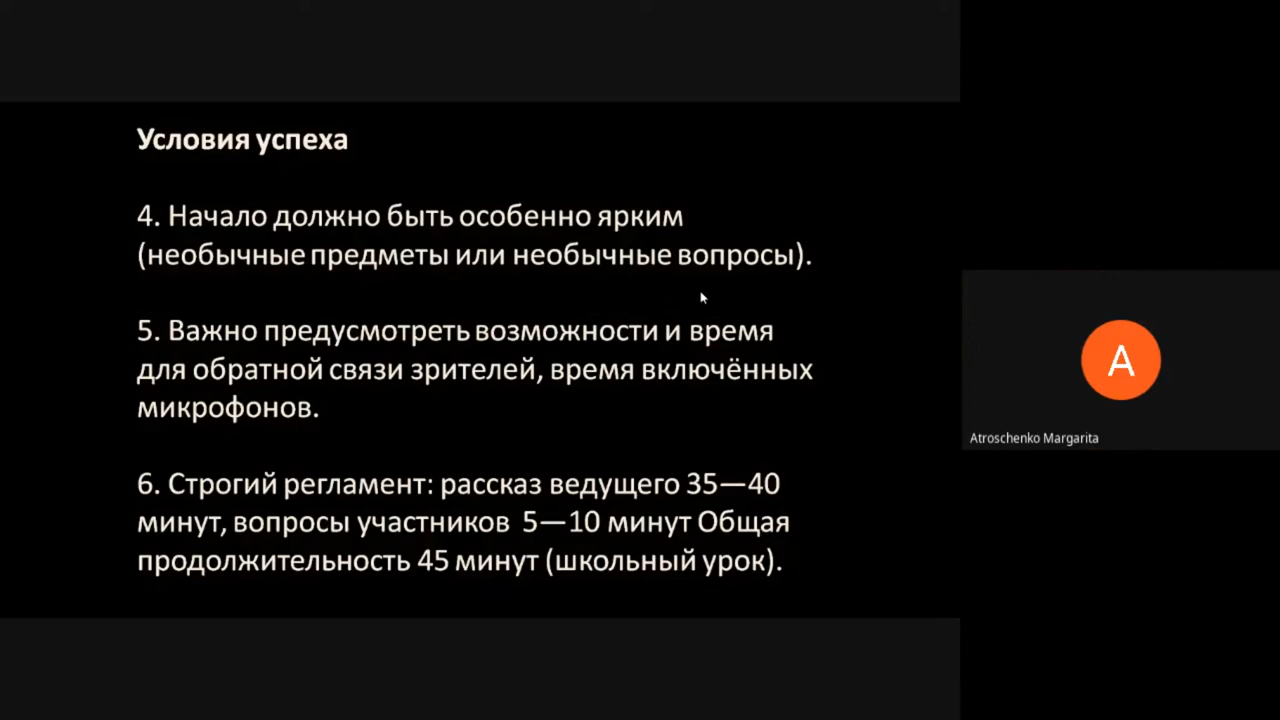 Условия успеха
4. Начало должно быть особенно ярким
(необычные предметы или необычные вопросы).
5. Важно предусмотреть возможности и время
для обратной связи зрителей, время включённых
микрофонов.
6. Строгий регламент: рассказ ведущего 35—40
минут, вопросы участников 5—10 минут Общая
продолжительность 45 минут (школьный урок).
A
Atroschenko Margarita